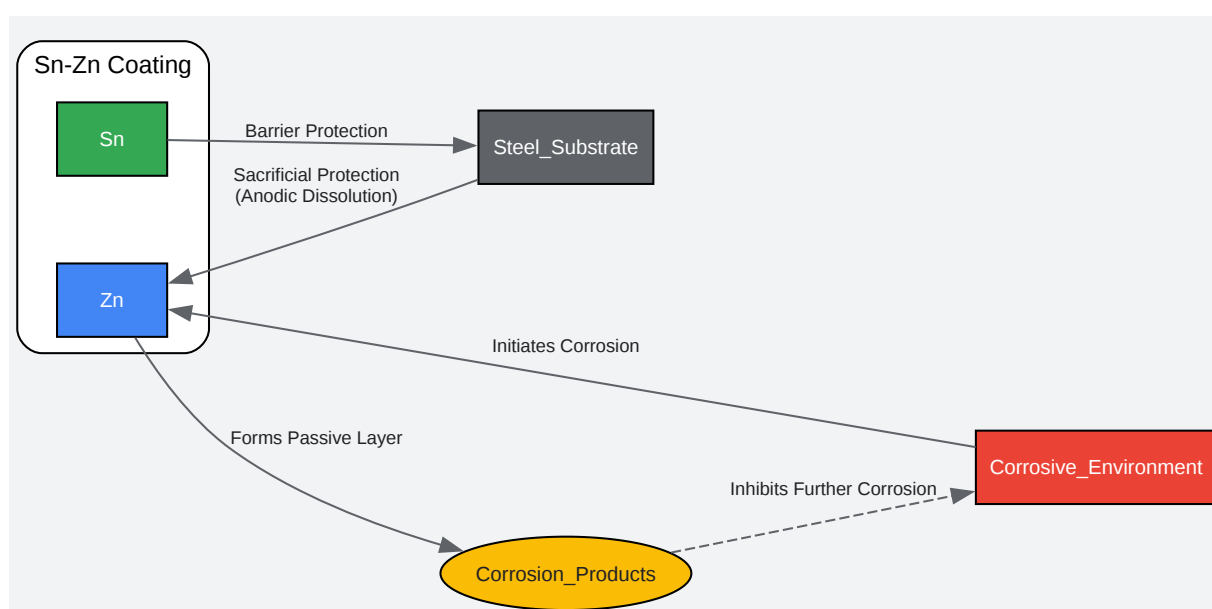 Sn-Zn Coating
Sn
Barrier Protection
Steel_Substrate
Sacrificial Protection
(Anodic Dissolution)
Zn
Initiates Corrosion
Forms Passive Layer
Corrosive_Environment
Inhibits Further Corrosion
Corrosion_Products